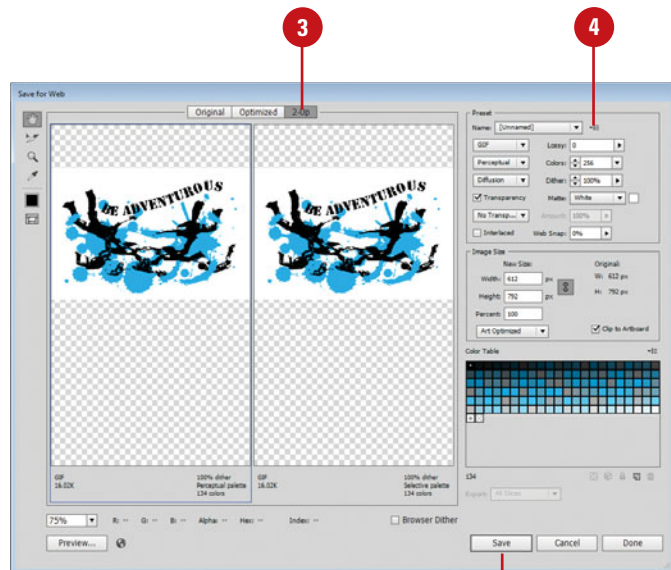 3
4
Save for Web
Original
Optimized
2-Up
BE ADVENTUROUS
BE ADVENTUROUS
GIF
16.02K
100% dither
Perceptual palette
134 colors
GIF
16.02K
100% dither
Selective palette
134 colors
75%
R: --
G: --
B: --
Alpha: --
Hex: --
Index: --
Browser Dither
Preview...
Preset
Name: [Unnamed]
GIF
Lossy: 0
Perceptual
Colors: 256
Diffusion
Dither: 100%
Transparency
Matte: White
No Transp...
Amount: 100%
Interlaced
Web Snap: 0%
Image Size
New Size:
Original:
Width: 612 px
W: 612 px
Height: 792 px
H: 792 px
Percent: 100
Art Optimized
Clip to Artboard
Color Table
134
Export: All Slices
Save
Cancel
Done